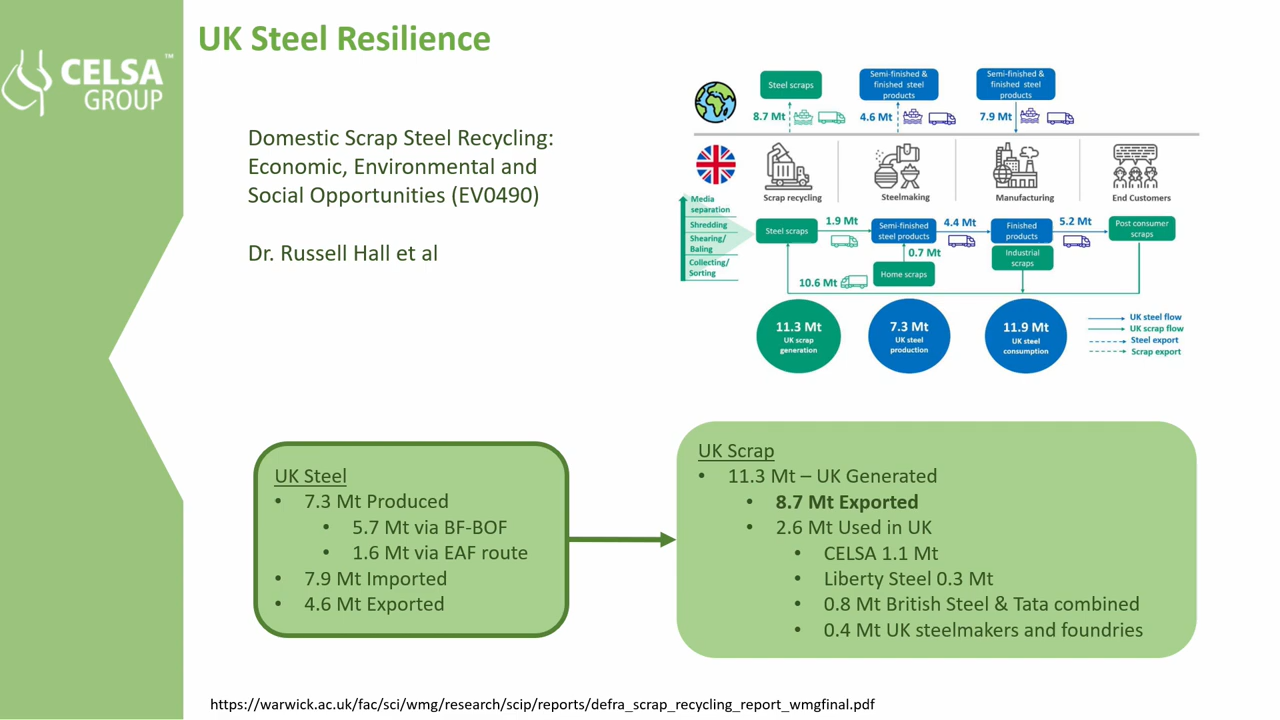 UK Steel Resilience
CELSA™
GROUP
Domestic Scrap Steel Recycling:
Economic, Environmental and
Social Opportunities (EV0490)
Dr. Russell Hall et al
Steel scraps
Semi-finished &
finished steel
products
Semi-finished &
finished steel
products
8.7 Mt
4.6 Mt
7.9 Mt
Scrap recycling
Steelmaking
Manufacturing
End Customers
Media
separation
Shredding
Shearing/
Baling
Collecting/
Sorting
Steel scraps
1.9 Mt
Semi-finished
steel products
4.4 Mt
Finished
products
5.2 Mt
Post consumer
scraps
0.7 Mt
Industrial
scraps
Home scraps
10.6 Mt
11.3 Mt
UK scrap
generation
7.3 Mt
UK steel
production
11.9 Mt
UK steel
consumption
UK steel flow
UK scrap flow
Steel export
Scrap export
UK Steel
• 7.3 Mt Produced
• 5.7 Mt via BF-BOF
• 1.6 Mt via EAF route
• 7.9 Mt Imported
• 4.6 Mt Exported
UK Scrap
• 11.3 Mt – UK Generated
• 8.7 Mt Exported
• 2.6 Mt Used in UK
• CELSA 1.1 Mt
• Liberty Steel 0.3 Mt
• 0.8 Mt British Steel & Tata combined
• 0.4 Mt UK steelmakers and foundries
https://warwick.ac.uk/fac/sci/wmg/research/scip/reports/defra_scrap_recycling_report_wmgfinal.pdf